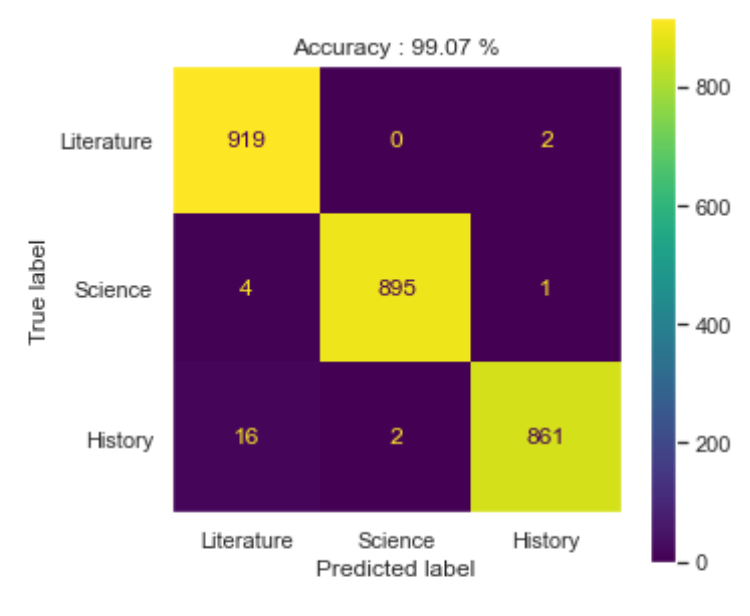 Accuracy : 99.07 %
Literature 919 0 2
Science 4 895 1
History 16 2 861
Literature Science History
Predicted label
True label
800
600
400
200
0